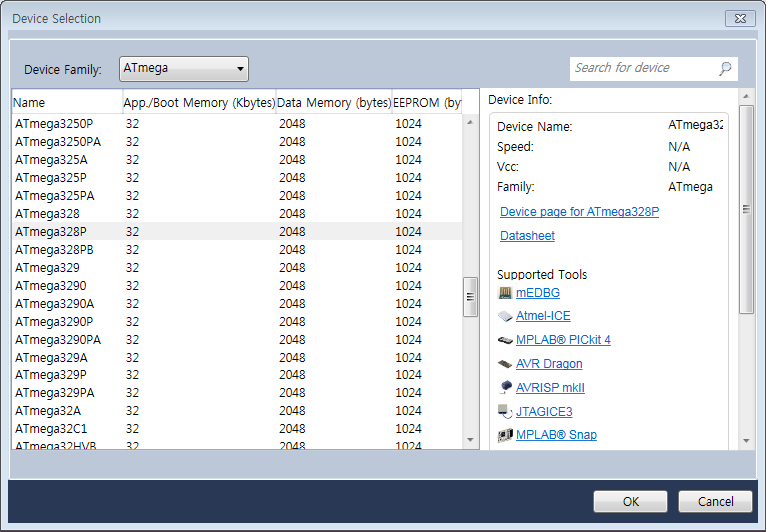 Device Selection
Device Family: ATmega Search for device
Name App./Boot Memory (Kbytes) Data Memory (bytes) EEPROM (by
ATmega3250P 32 2048 1024
ATmega3250PA 32 2048 1024
ATmega325A 32 2048 1024
ATmega325P 32 2048 1024
ATmega325PA 32 2048 1024
ATmega328 32 2048 1024
ATmega328P 32 2048 1024
ATmega328PB 32 2048 1024
ATmega329 32 2048 1024
ATmega3290 32 2048 1024
ATmega3290A 32 2048 1024
ATmega3290P 32 2048 1024
ATmega3290PA 32 2048 1024
ATmega329A 32 2048 1024
ATmega329P 32 2048 1024
ATmega329PA 32 2048 1024
ATmega32A 32 2048 1024
ATmega32C1 32 2048 1024
ATmega32HVB 32 2048 1024
Device Info:
Device Name: ATmega32
Speed: N/A
Vcc: N/A
Family: ATmega
Device page for ATmega328P
Datasheet
Supported Tools
mEDBG
Atmel-ICE
MPLAB® PICkit 4
AVR Dragon
AVRISP mkII
JTAGICE3
MPLAB® Snap
OK Cancel